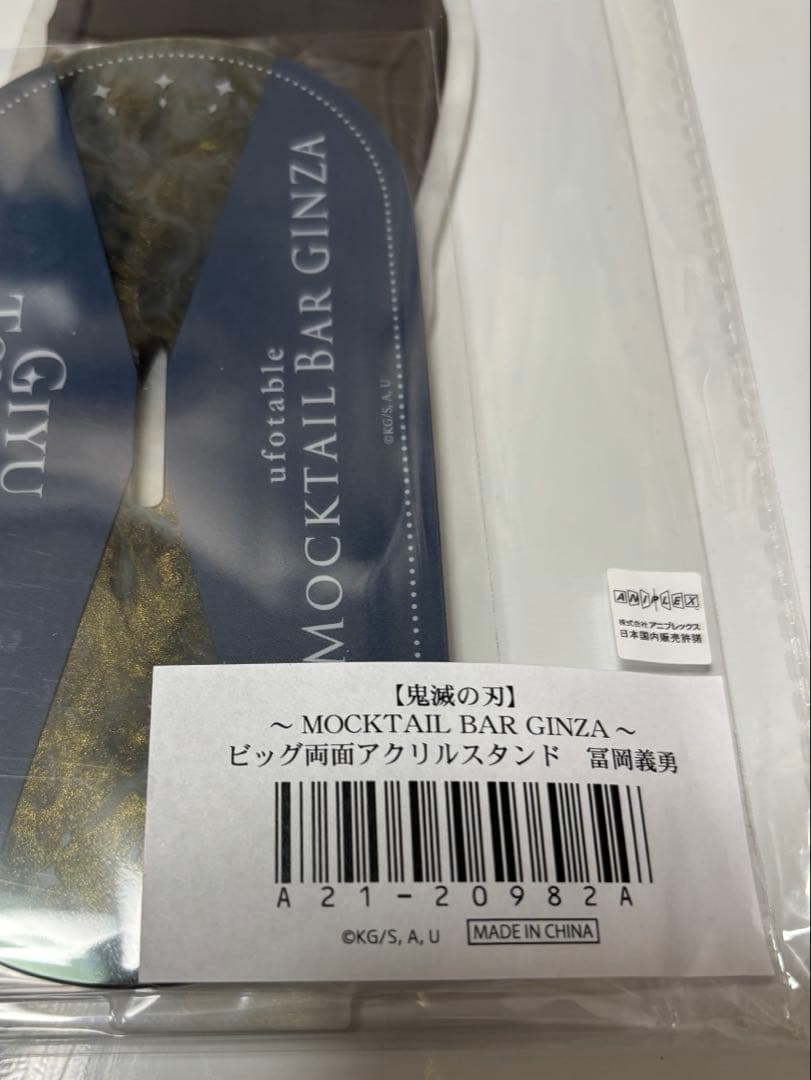 GIYU
ufotable
MOCKTAIL BAR GINZA
©KG/S, A, U
ANIPLEX
株式会社アニプレックス
日本国内販売許諾
【鬼滅の刃】
～ MOCKTAIL BAR GINZA ～
ビッグ両面アクリルスタンド 冨岡義勇
A21-20982A
©KG/S, A, U
MADE IN CHINA